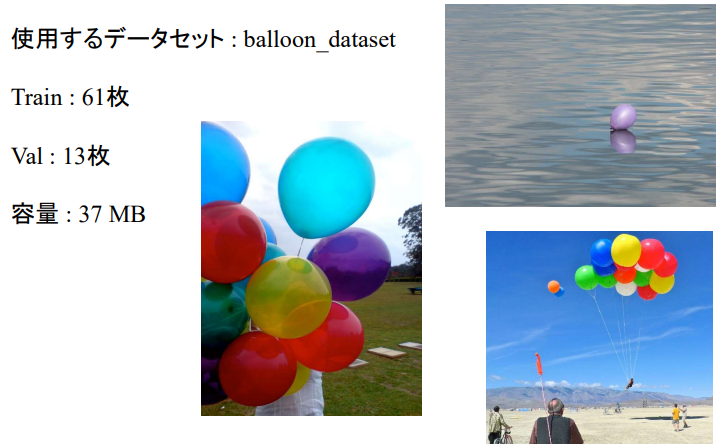 使用するデータセット : balloon_dataset
Train : 61枚
Val : 13枚
容量 : 37 MB